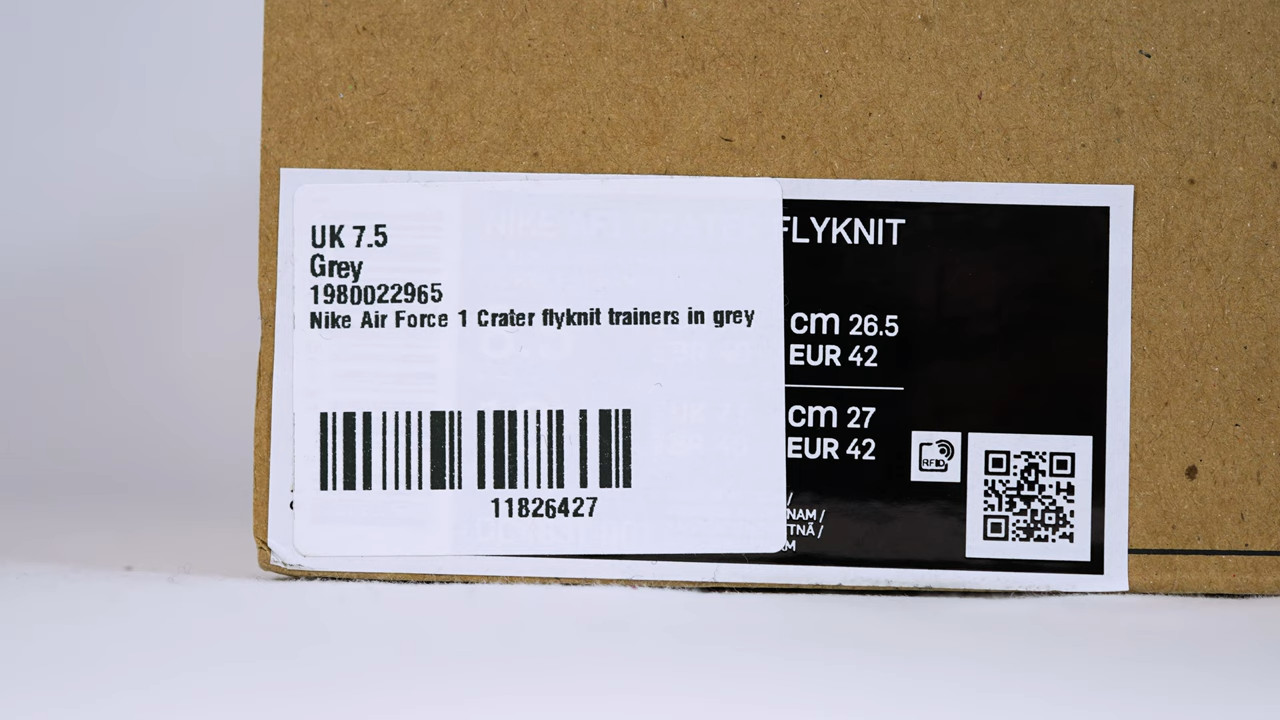 UK 7.5
Grey
1980022965
Nike Air Force 1 Crater flyknit trainers in grey
11826427
FLYKNIT
cm 26.5
EUR 42
cm 27
EUR 42
RFID
/
NAM /
TNÃ /
M